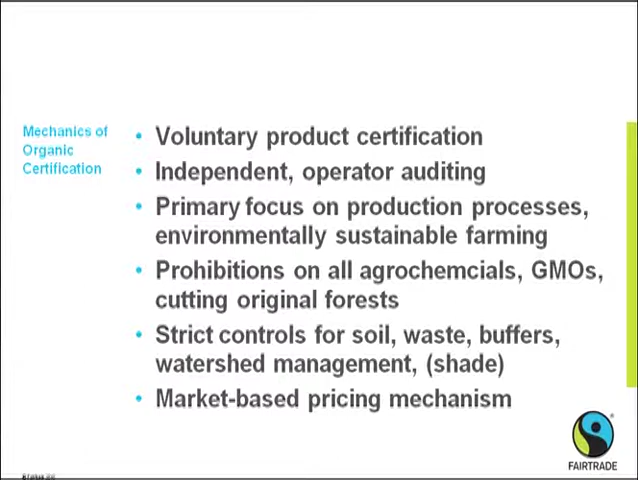 Mechanics of
Organic
Certification
• Voluntary product certification
• Independent, operator auditing
• Primary focus on production processes,
environmentally sustainable farming
• Prohibitions on all agrochemcials, GMOs,
cutting original forests
• Strict controls for soil, waste, buffers,
watershed management, (shade)
• Market-based pricing mechanism
FAIRTRADE